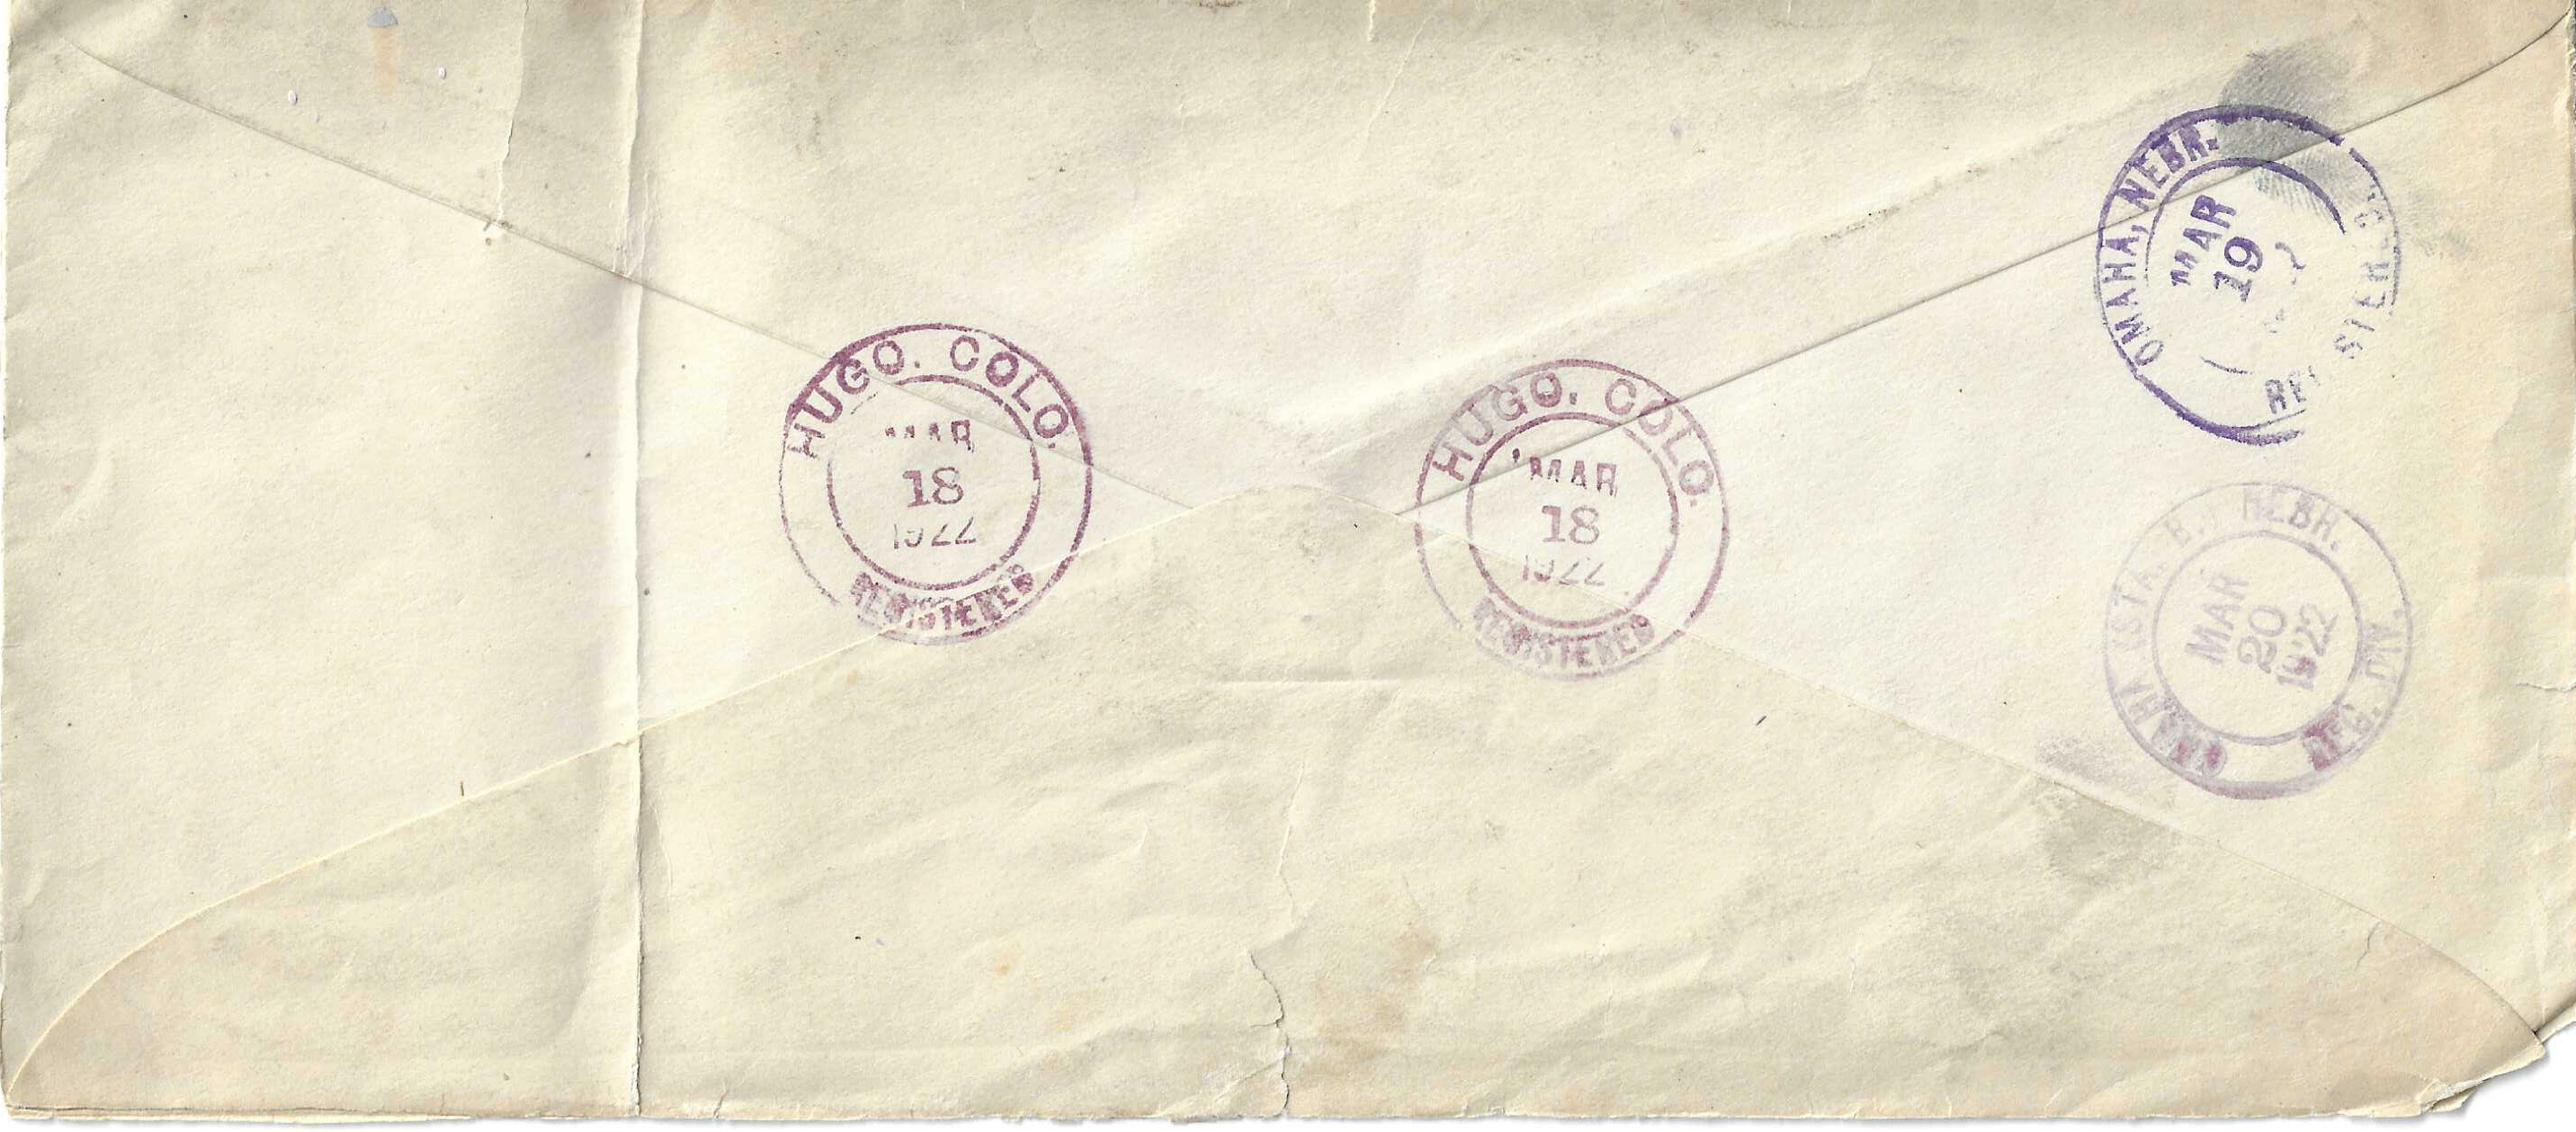 HUGO. COLO.
MAR
18
1922
REGISTERED
HUGO. COLO.
MAR
18
1922
REGISTERED
OMAHA, NEBR.
MAR
19
REGISTERED
OMAHA (STA. B.) NEBR.
MAR
20
1922
REG. DIV.